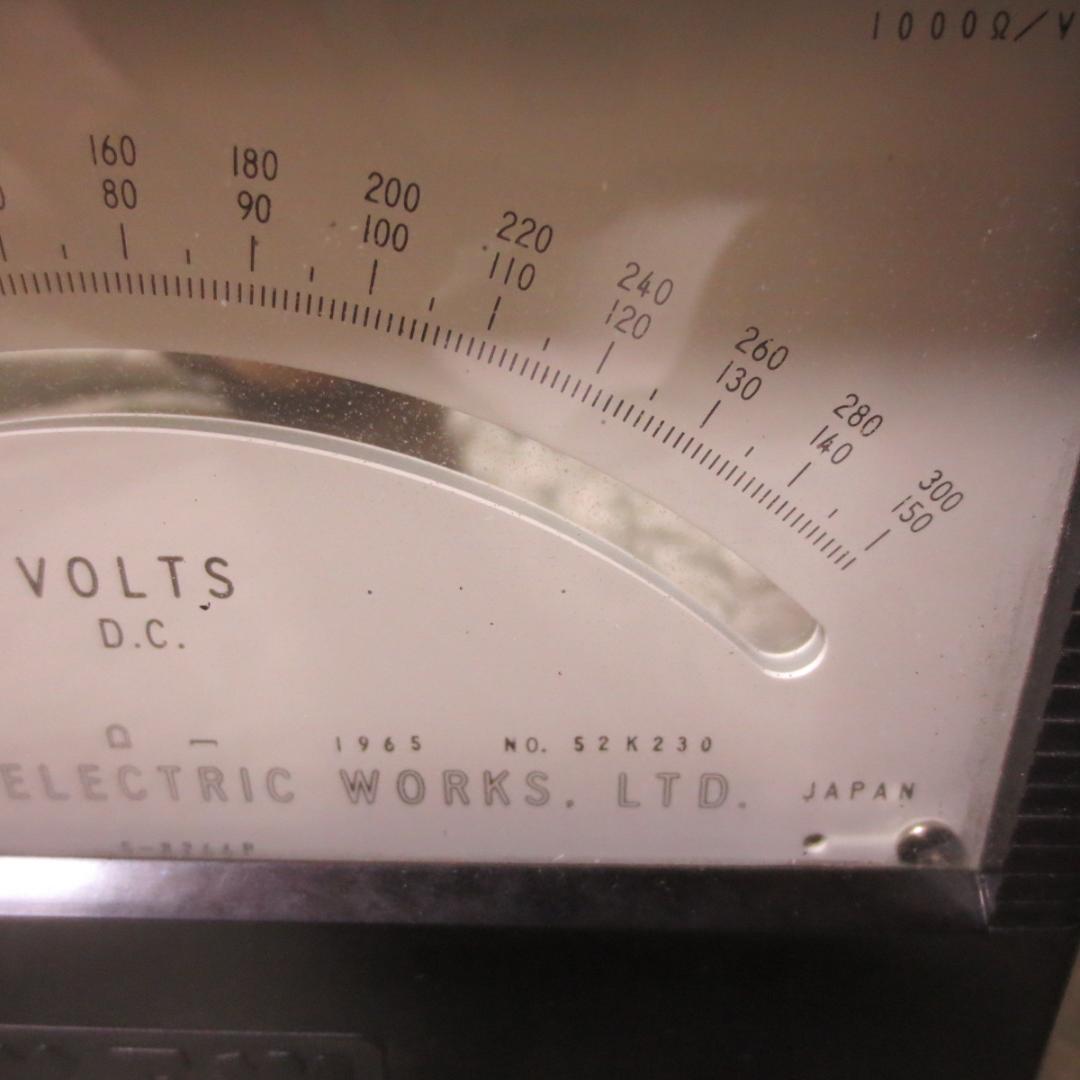 1000Ω/V
160 180 200 220 240 260 280 300
80 90 100 110 120 130 140 150
VOLTS
D.C.
1965 NO. 52K230
ELECTRIC WORKS. LTD. JAPAN